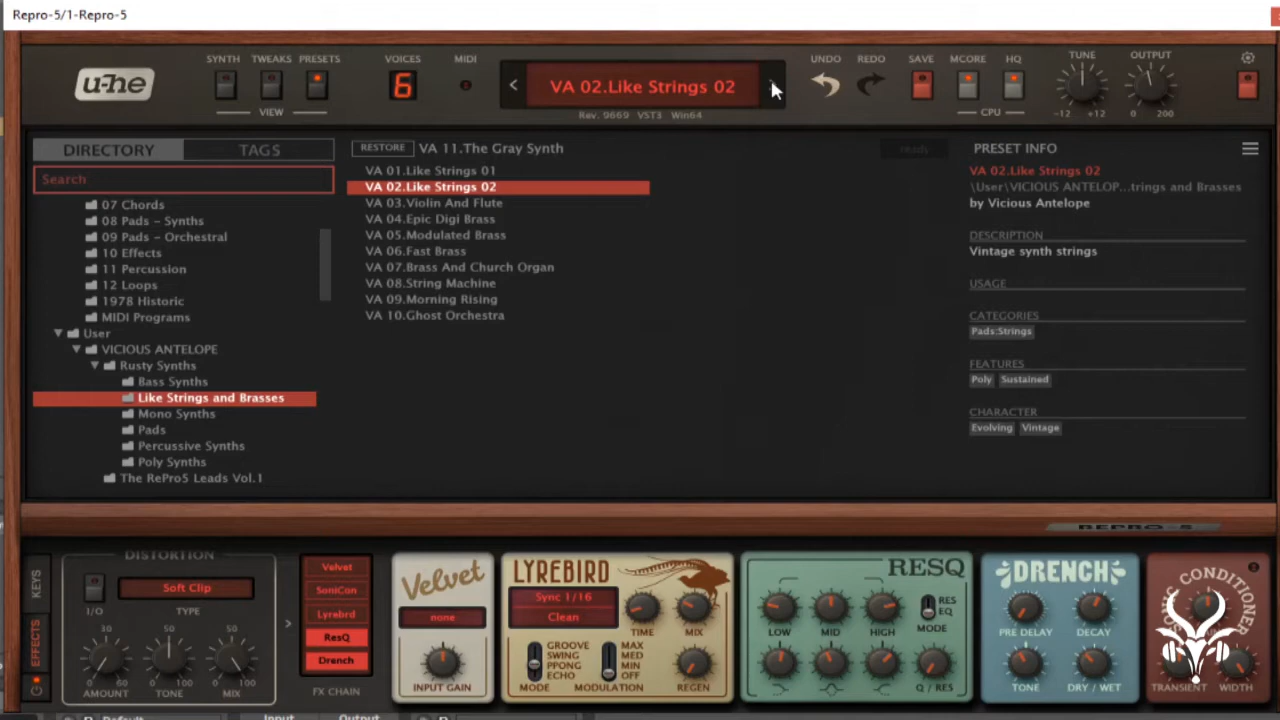 Repro-5/1-Repro-5
u-he
SYNTH TWEAKS PRESETS
VIEW
VOICES
6
MIDI
VA 02.Like Strings 02
Rev. 9669 VST3 Win64
UNDO REDO SAVE MCORE HQ
CPU
TUNE
-12 +12
OUTPUT
0 200
DIRECTORY TAGS
Search
07 Chords
08 Pads - Synths
09 Pads - Orchestral
10 Effects
11 Percussion
12 Loops
1978 Historic
MIDI Programs
User
VICIOUS ANTELOPE
Rusty Synths
Bass Synths
Like Strings and Brasses
Mono Synths
Pads
Percussive Synths
Poly Synths
The RePro5 Leads Vol.1
RESTORE VA 11.The Gray Synth
ready
VA 01.Like Strings 01
VA 02.Like Strings 02
VA 03.Violin And Flute
VA 04.Epic Digi Brass
VA 05.Modulated Brass
VA 06.Fast Brass
VA 07.Brass And Church Organ
VA 08.String Machine
VA 09.Morning Rising
VA 10.Ghost Orchestra
PRESET INFO
VA 02.Like Strings 02
\User\VICIOUS ANTELOP...trings and Brasses
by Vicious Antelope
DESCRIPTION
Vintage synth strings
USAGE
CATEGORIES
Pads:Strings
FEATURES
Poly Sustained
CHARACTER
Evolving Vintage
REPRO-5
KEYS
EFFECTS
DISTORTION
Soft Clip
I/O TYPE
30 50 50
0 100 0 100
AMOUNT TONE MIX
Velvet
SoniCon
Lyrebrd
ResQ
Drench
FX CHAIN
Velvet
none
INPUT GAIN
LYREBIRD
Sync 1/16
Clean
TIME MIX
GROOVE
SWING
PPONG
ECHO
MODE
MAX
MED
MIN
OFF
MODULATION
REGEN
RESQ
LOW MID HIGH
RES
EQ
MODE
Q / RES
DRENCH
PRE DELAY DECAY
TONE DRY / WET
CONDITIONER
TRANSIENT WIDTH
Default Input Output